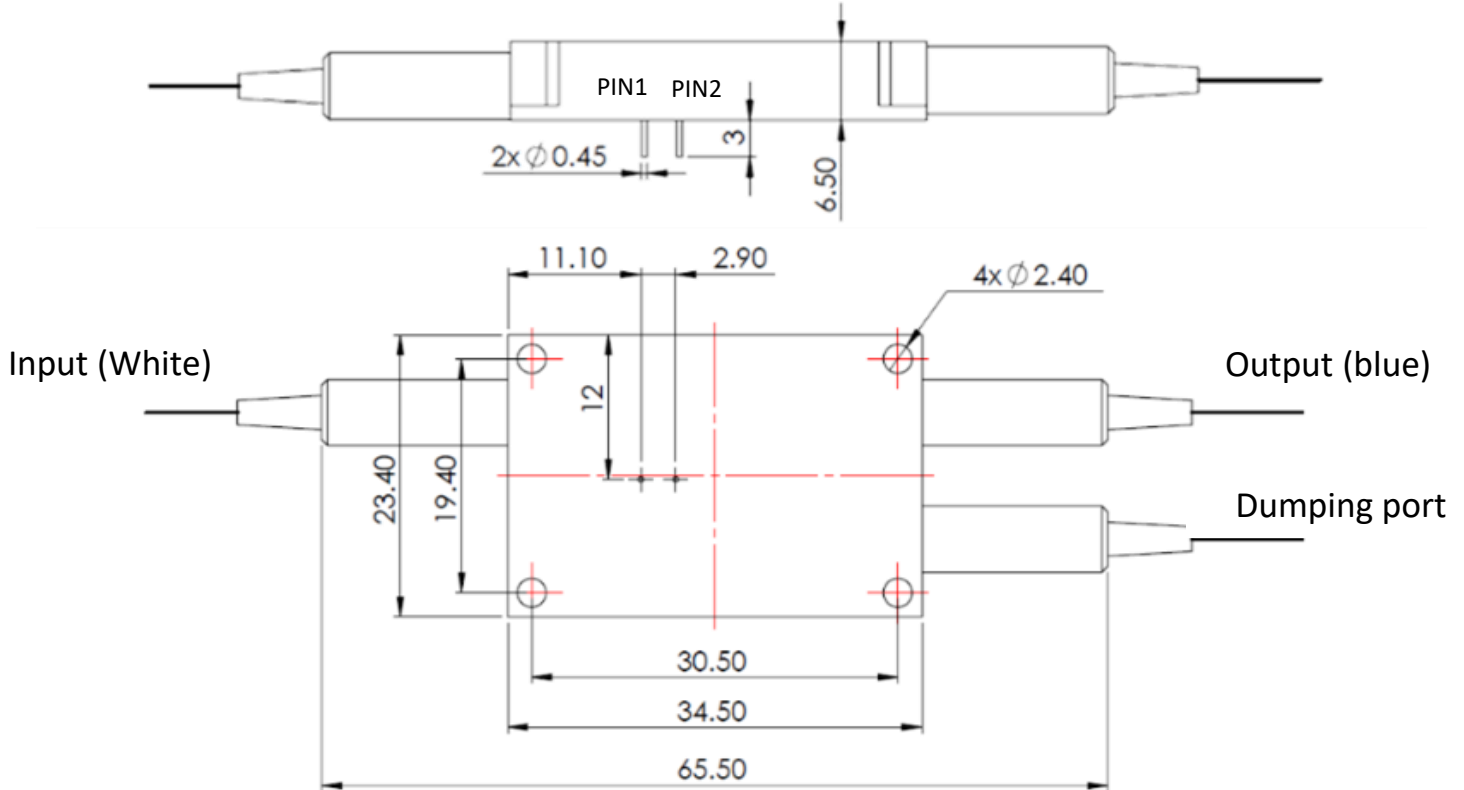 PIN1 PIN2
3
2x ∅ 0.45
6.50
11.10 2.90
4x ∅ 2.40
Input (White)
Output (blue)
12
23.40
19.40
Dumping port
30.50
34.50
65.50